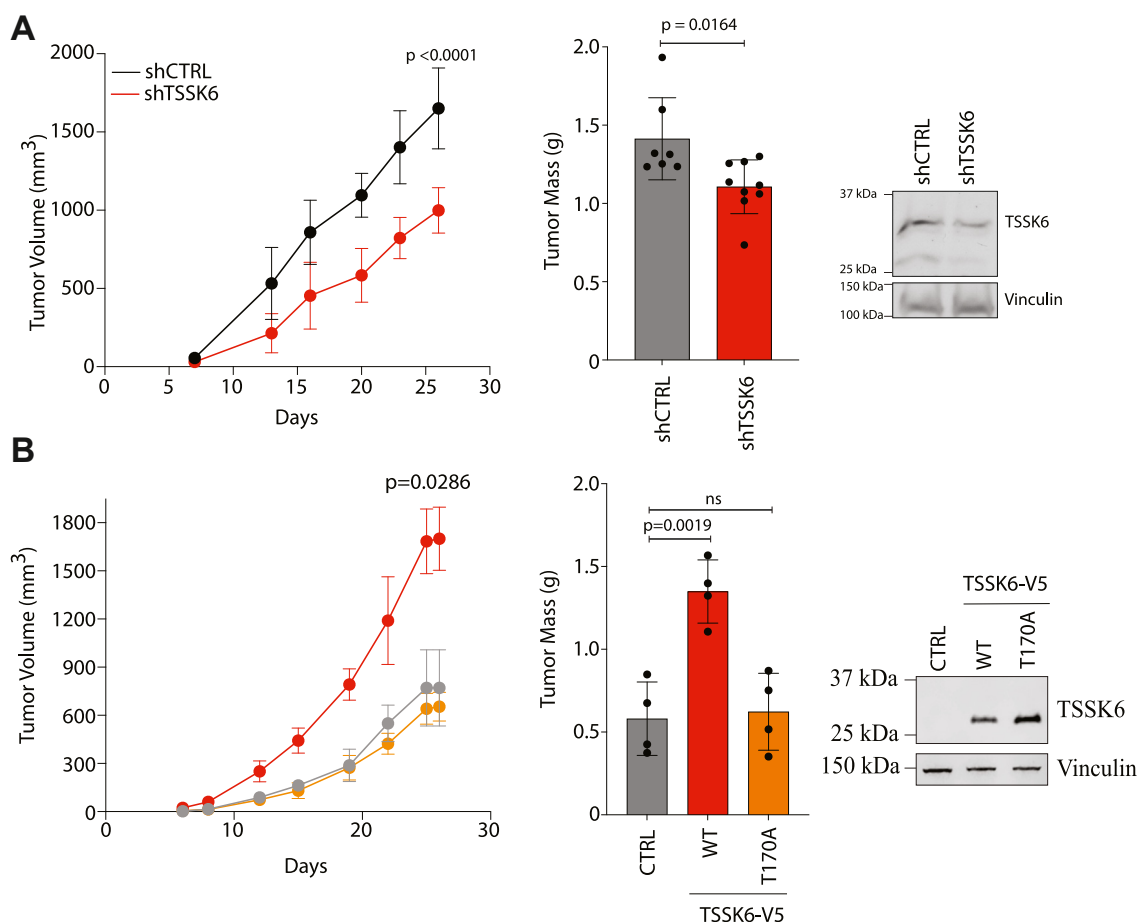 A
p <0.0001
shCTRL
shTSSK6
Tumor Volume (mm3)
2000
1500
1000
500
0
0 5 10 15 20 25 30
Days
p = 0.0164
Tumor Mass (g)
2.0
1.5
1.0
0.5
0
shCTRL
shTSSK6
shCTRL
shTSSK6
37 kDa
TSSK6
25 kDa
150 kDa
Vinculin
100 kDa
B
p=0.0286
Tumor Volume (mm3)
1800
1500
1200
900
600
300
0
0 10 20 30
Days
ns
p=0.0019
Tumor Mass (g)
2.0
1.5
1.0
0.5
0
CTRL
WT
T170A
TSSK6-V5
TSSK6-V5
CTRL
WT
T170A
37 kDa
TSSK6
25 kDa
150 kDa
Vinculin